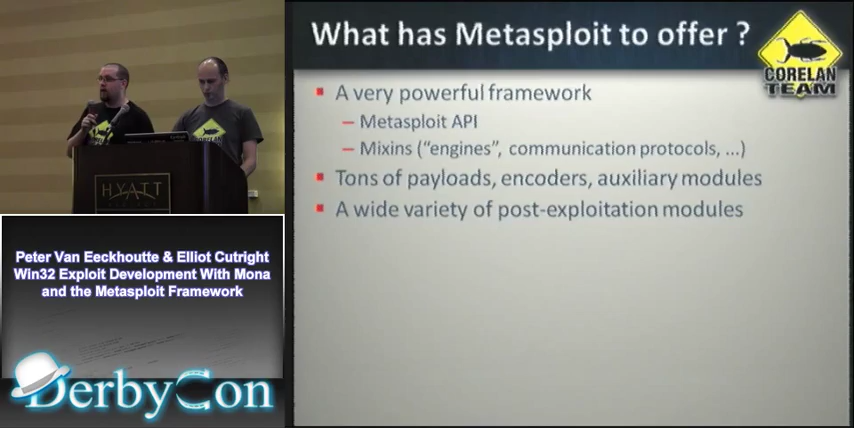 What has Metasploit to offer ?
CORELAN
TEAM
▪ A very powerful framework
– Metasploit API
– Mixins (“engines”, communication protocols, ...)
▪ Tons of payloads, encoders, auxiliary modules
▪ A wide variety of post-exploitation modules
HYATT
Peter Van Eeckhoutte & Elliot Cutright
Win32 Exploit Development With Mona
and the Metasploit Framework
DerbyCon